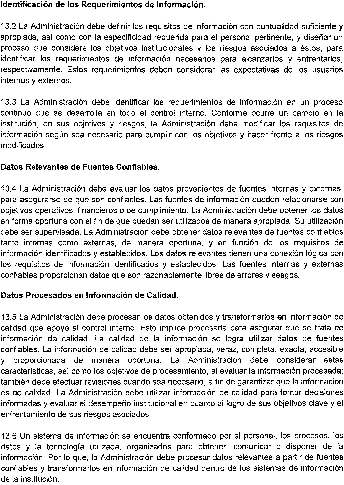 Identificación de los Requerimientos de Información.
13.2 La Administración debe definir los requisitos de información con puntualidad suficiente y
apropiada, así como con la especificidad requerida para el personal pertinente, y diseñar un
proceso que considere los objetivos institucionales y los riesgos asociados a éstos, para
identificar los requerimientos de información necesarios para alcanzarlos y enfrentarlos,
respectivamente. Estos requerimientos deben considerar las expectativas de los usuarios
internos y externos.
13.3 La Administración debe identificar los requerimientos de información en un proceso
continuo que se desarrolla en todo el control interno. Conforme ocurre un cambio en la
institución, en sus objetivos y riesgos, la Administración debe modificar los requisitos de
información según sea necesario para cumplir con los objetivos y hacer frente a los riesgos
modificados.
Datos Relevantes de Fuentes Confiables.
13.4 La Administración debe evaluar los datos provenientes de fuentes internas y externas,
para asegurarse de que son confiables. Las fuentes de información pueden relacionarse con
objetivos operativos, financieros o de cumplimiento. La Administración debe obtener los datos
en forma oportuna con el fin de que puedan ser utilizados de manera apropiada. Su utilización
debe ser supervisada. La Administración debe obtener datos relevantes de fuentes confiables
tanto internas como externas, de manera oportuna, y en función de los requisitos de
información identificados y establecidos. Los datos relevantes tienen una conexión lógica con
los requisitos de información identificados y establecidos. Las fuentes internas y externas
confiables proporcionan datos que son razonablemente libres de errores y sesgos.
Datos Procesados en Información de Calidad.
13.5 La Administración debe procesar los datos obtenidos y transformarlos en información de
calidad que apoye al control interno. Esto implica procesarla para asegurar que se trata de
información de calidad. La calidad de la información se logra utilizar datos de fuentes
confiables. La información de calidad debe ser apropiada, veraz, completa, exacta, accesible
y proporcionada de manera oportuna. La Administración debe considerar estas
características, así como los objetivos de procesamiento, al evaluar la información procesada;
también debe efectuar revisiones cuando sea necesario, a fin de garantizar que la información
es de calidad. La Administración debe utilizar información de calidad para tomar decisiones
informadas y evaluar el desempeño institucional en cuanto al logro de sus objetivos clave y el
enfrentamiento de sus riesgos asociados.
13.6 Un sistema de información se encuentra conformado por el personal, los procesos, los
datos y la tecnología utilizada, organizados para obtener, comunicar o disponer de la
información. Por lo que, la Administración debe procesar datos relevantes a partir de fuentes
confiables y transformarlos en información de calidad dentro de los sistemas de información
de la institución.